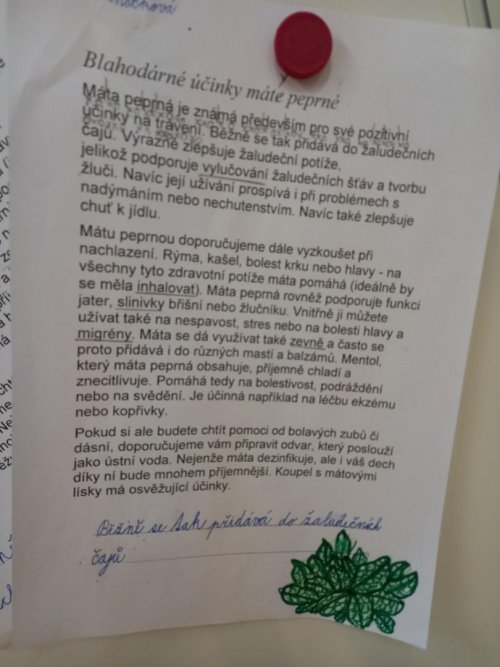 Blahodárné účinky máte peprné
Máta peprná je známá především pro své pozitivní
účinky na trávení. Běžně se tak přidává do žaludečních
čajů. Výrazně zlepšuje žaludeční potíže,
jelikož podporuje vylučování žaludečních šťáv a tvorbu
žluči. Navíc její užívání prospívá i při problémech s
nadýmáním nebo nechutenstvím. Navíc také zlepšuje
chuť k jídlu.
Mátu peprnou doporučujeme dále vyzkoušet při
nachlazení. Rýma, kašel, bolest krku nebo hlavy - na
všechny tyto zdravotní potíže máta pomáhá (ideálně by
se měla inhalovat). Máta peprná rovněž podporuje funkci
jater, slinivky břišní nebo žlučníku. Vnitřně ji můžete
užívat také na nespavost, stres nebo na bolesti hlavy a
migrény. Máta se dá využívat také zevně a často se
proto přidává i do různých mastí a balzámů. Mentol,
který máta peprná obsahuje, příjemně chladí a
znecitlivuje. Pomáhá tedy na bolestivost, podráždění
nebo na svědění. Je účinná například na léčbu ekzému
nebo kopřivky.
Pokud si ale budete chtít pomoci od bolavých zubů či
dásní, doporučujeme vám připravit odvar, který poslouží
jako ústní voda. Nejenže máta dezinfikuje, ale i váš dech
díky ní bude mnohem příjemnější. Koupel s mátovými
lísky má osvěžující účinky.
Běžně se tak přidává do žaludečních
čajů